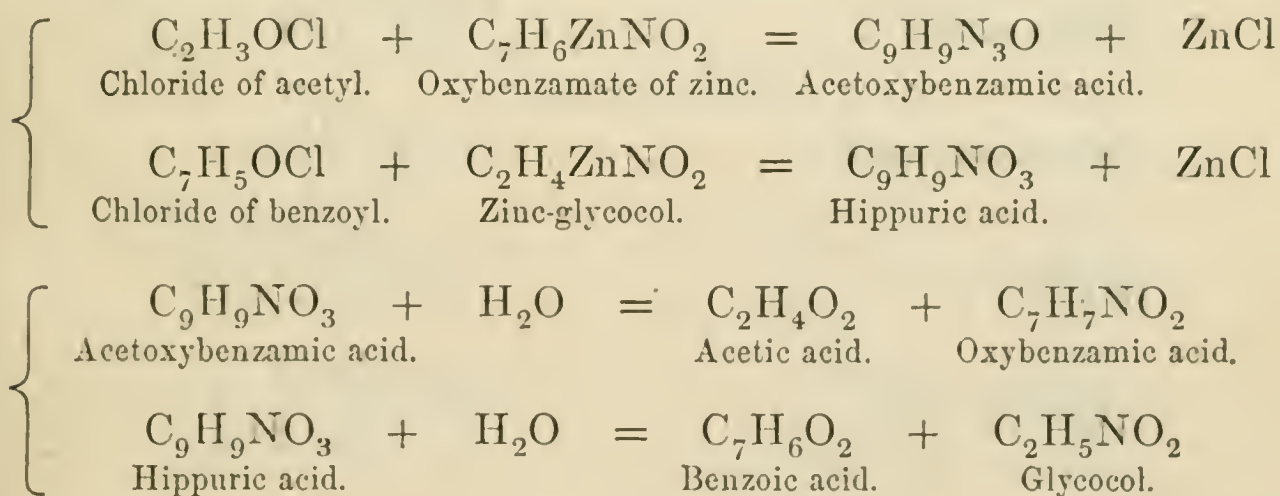 C₂H₃OCl + C₇H₆ZnNO₂ = C₉H₉N₃O + ZnCl
Chloride of acetyl. Oxybenzamate of zinc. Acetoxybenzamic acid.
C₇H₅OCl + C₂H₄ZnNO₂ = C₉H₉NO₃ + ZnCl
Chloride of benzoyl. Zinc-glycocol. Hippuric acid.
C₉H₉NO₃ + H₂O = C₂H₄O₂ + C₇H₇NO₂
Acetoxybenzamic acid. Acetic acid. Oxybenzamic acid.
C₉H₉NO₃ + H₂O = C₇H₆O₂ + C₂H₅NO₂
Hippuric acid. Benzoic acid. Glycocol.